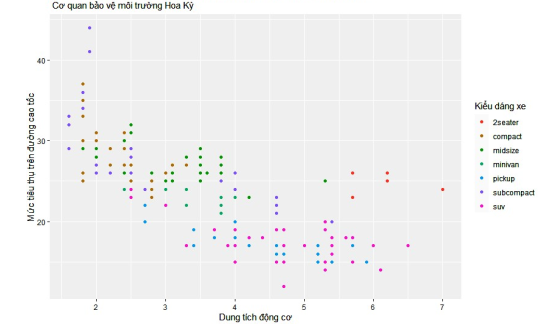 Cơ quan bảo vệ môi trường Hoa Kỳ
40
30
20
Mức tiêu thụ trên đường cao tốc
2
3
4
5
6
7
Dung tích động cơ
Kiểu dáng xe
2seater
compact
midsize
minivan
pickup
subcompact
suv